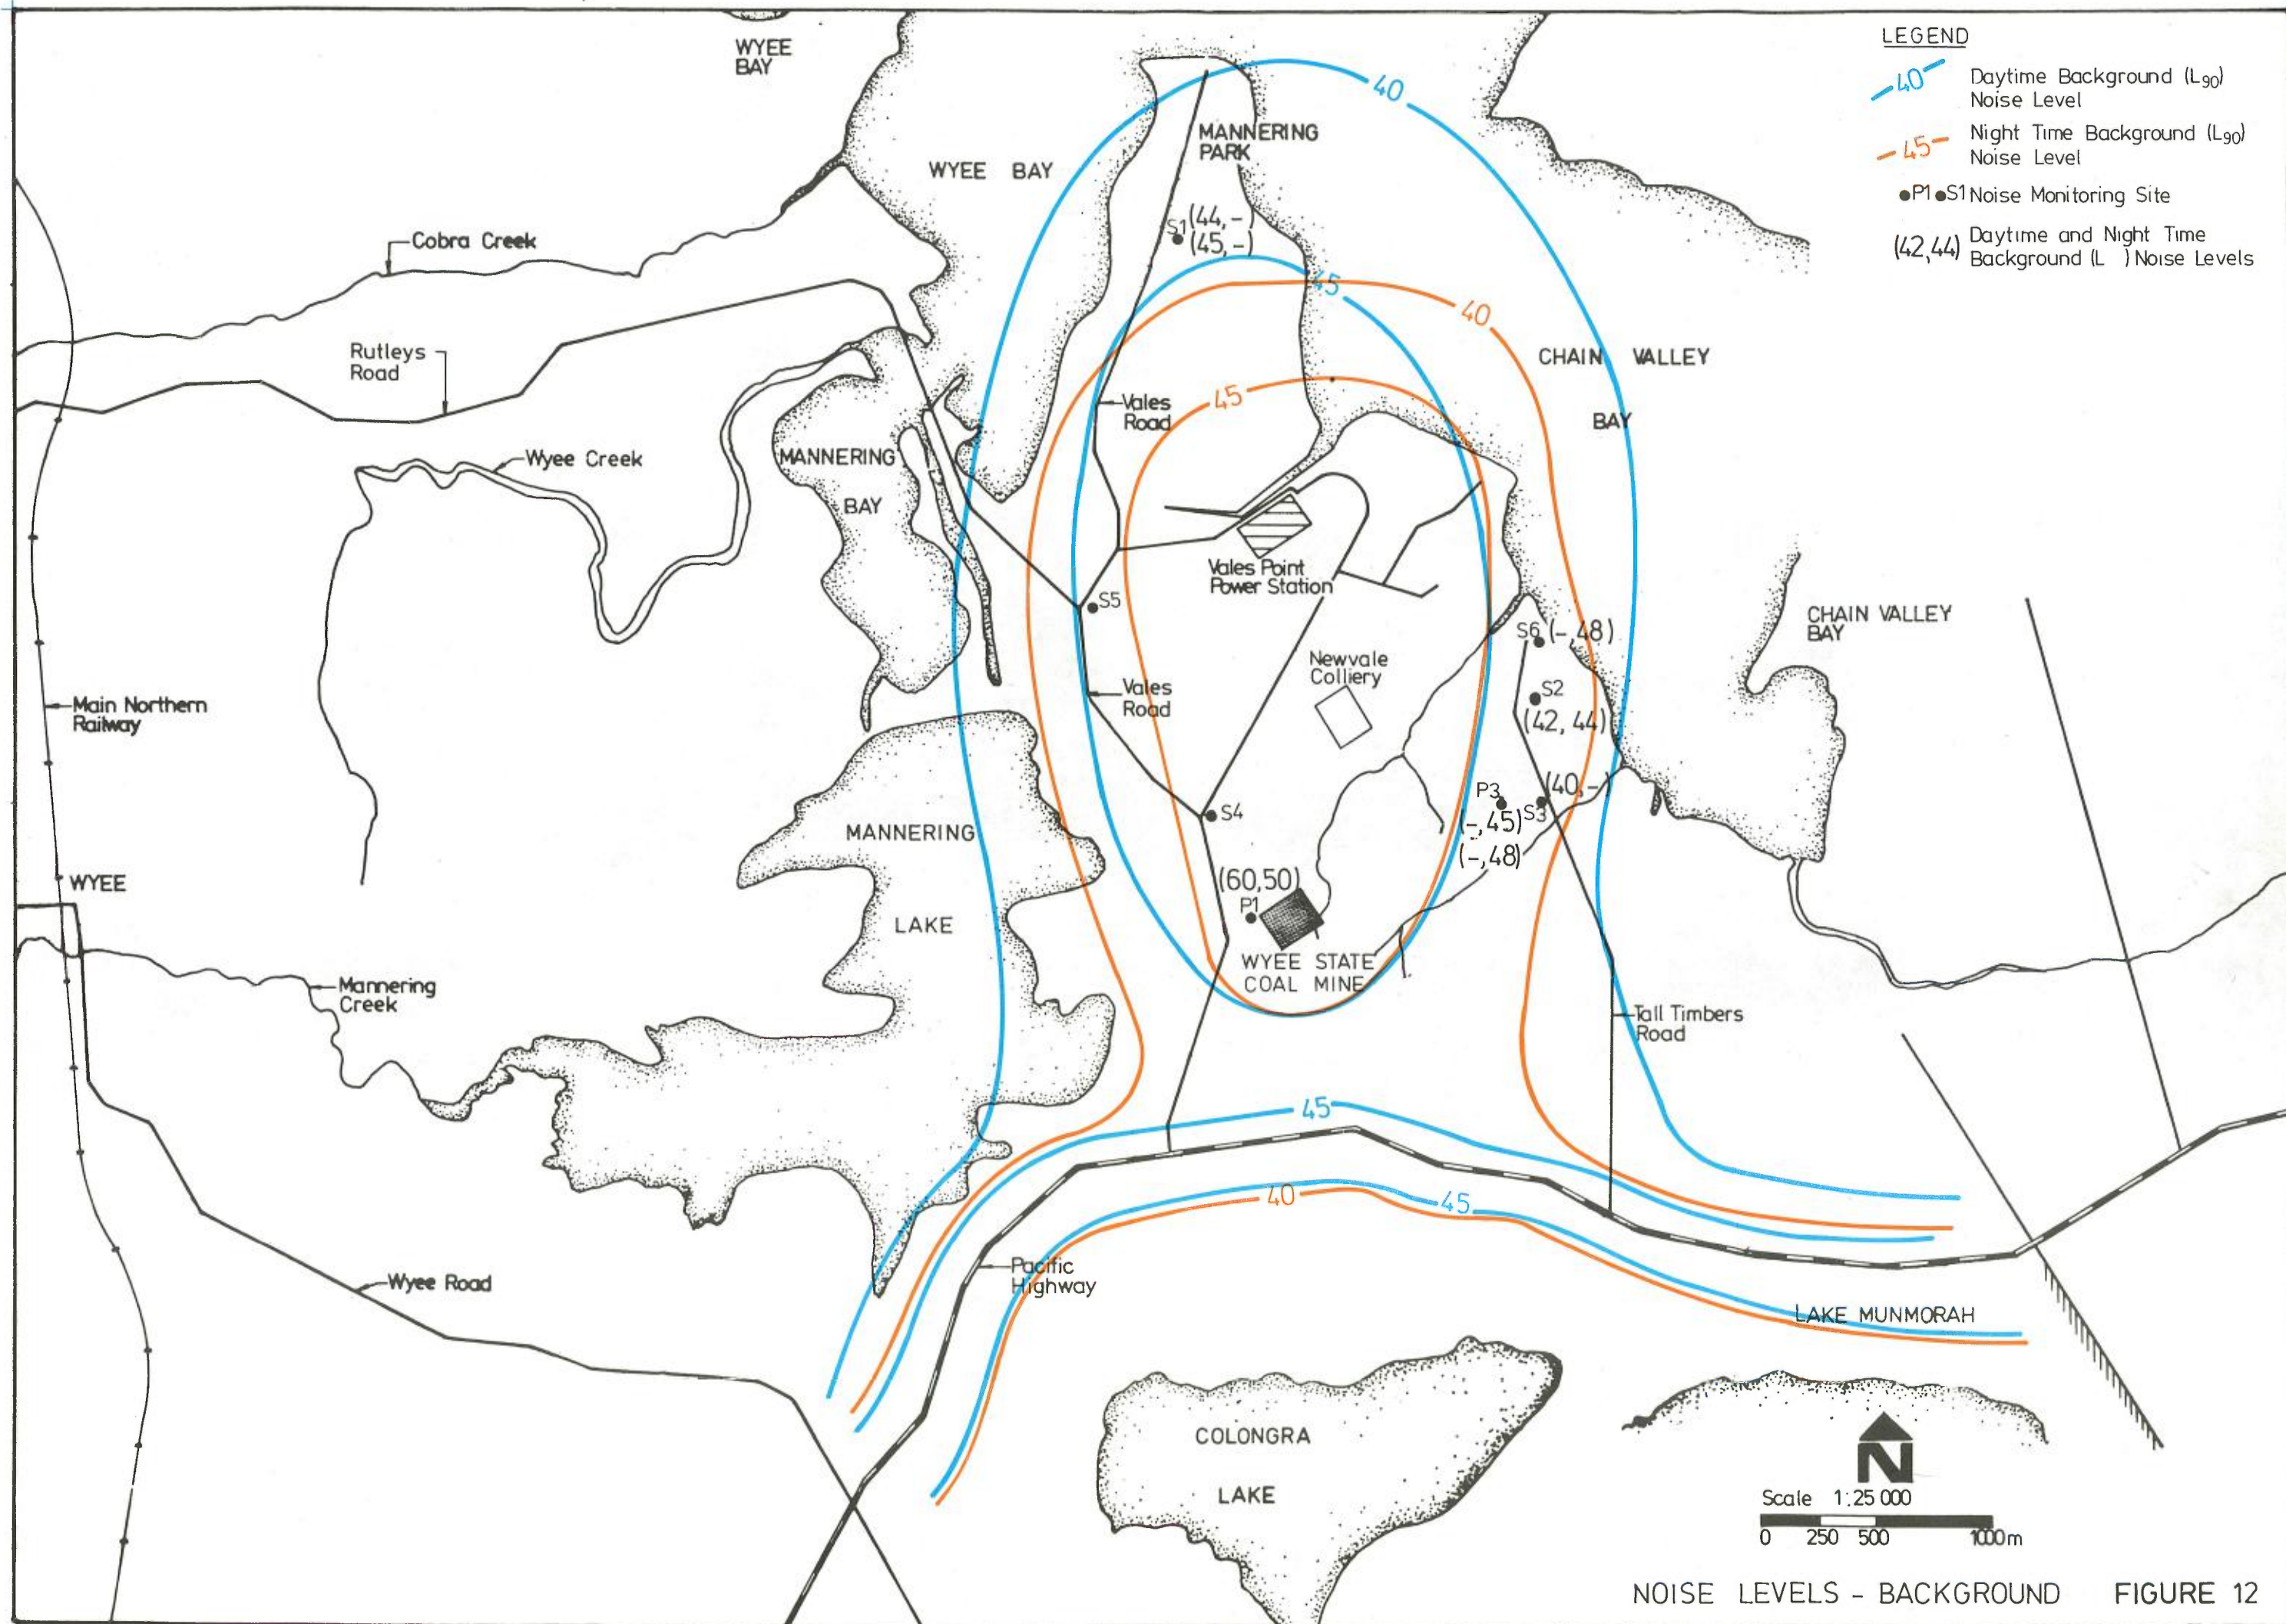 WYEE
BAY
LEGEND
40
Daytime Background (L90)
Noise Level
45
Night Time Background (L90)
Noise Level
P1 S1 Noise Monitoring Site
(42,44)
Daytime and Night Time
Background (L ) Noise Levels
40
MANNERING
PARK
WYEE BAY
S1
(44,-)
(45,-)
Cobra Creek
45
40
Rutleys
Road
CHAIN VALLEY
BAY
45
Vales
Road
Wyee Creek
MANNERING
BAY
Vales Point
Power Station
S5
S6 (-,48)
CHAIN VALLEY
BAY
Newvale
Colliery
S2
(42, 44)
Main Northern
Railway
Vales
Road
P3
S3
(40,-)
(-,45)
(-,48)
S4
MANNERING
LAKE
WYEE
(60,50)
P1
WYEE STATE
COAL MINE
Mannering
Creek
Tall Timbers
Road
45
40
45
Pacific
Highway
Wyee Road
LAKE MUNMORAH
COLONGRA
LAKE
N
Scale 1:25 000
0 250 500 1000m
NOISE LEVELS - BACKGROUND FIGURE 12